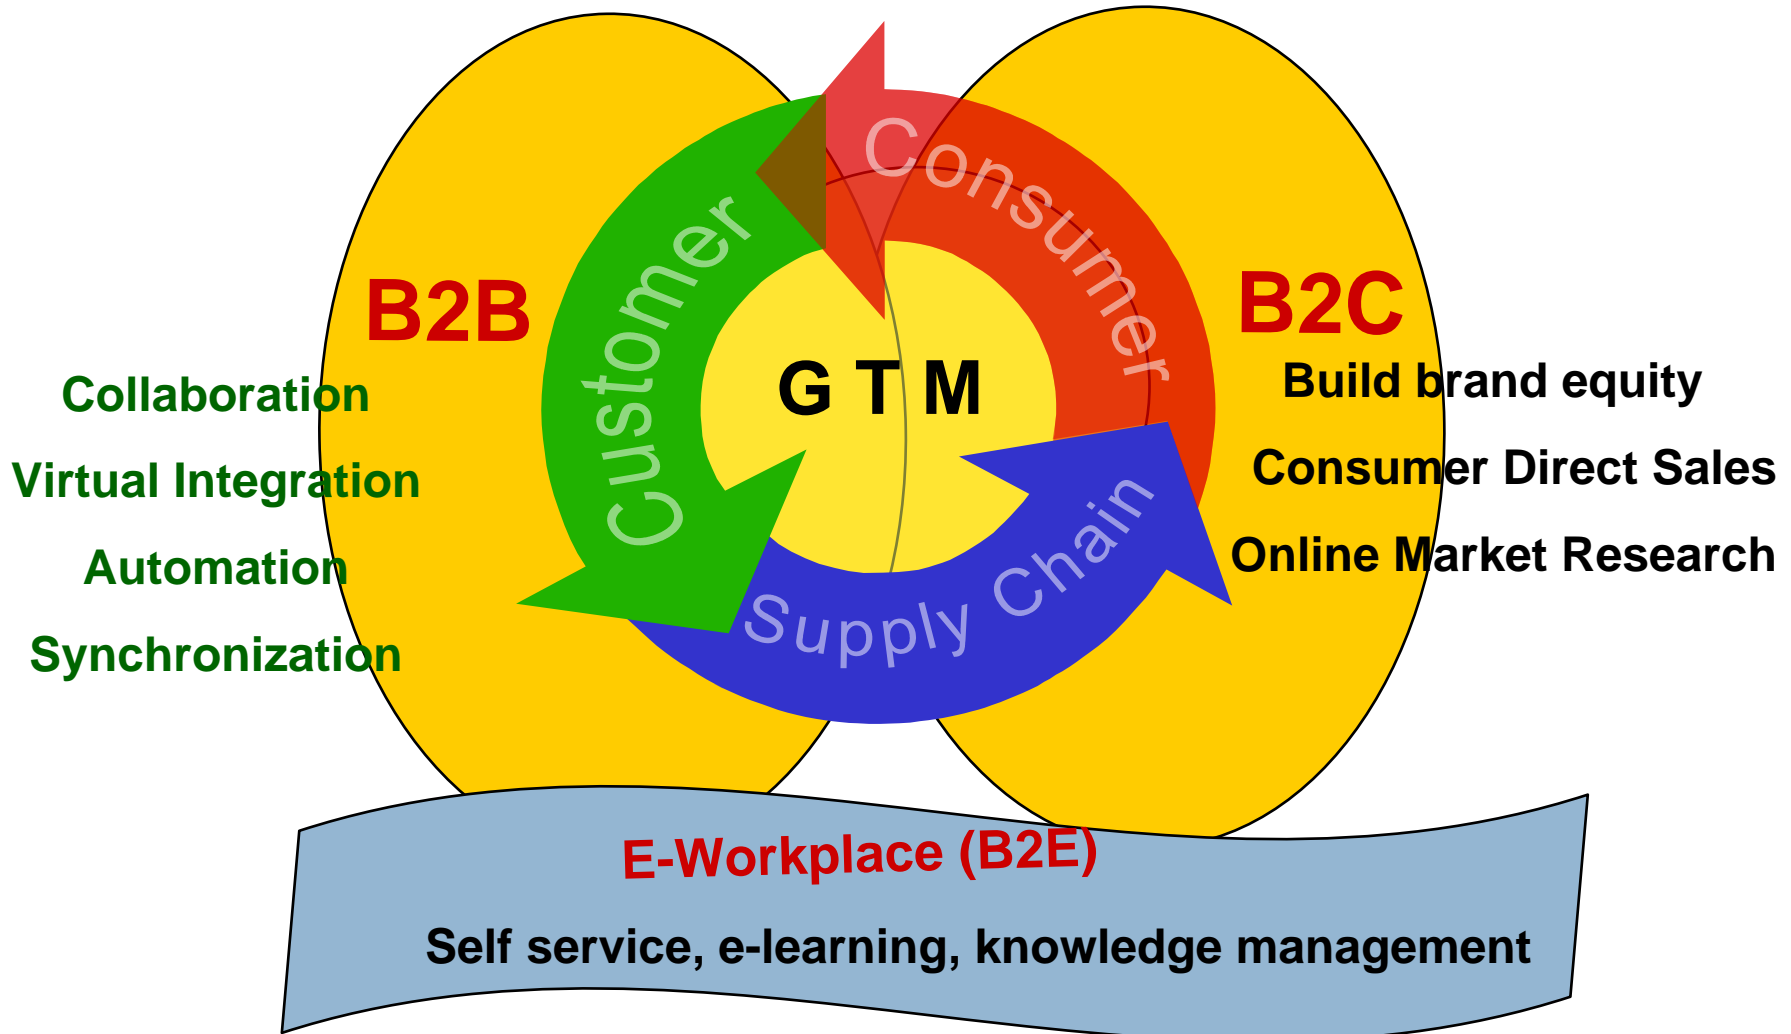 Consumer
Customer
B2B
B2C
G T M
Collaboration
Virtual Integration
Automation
Synchronization
Build brand equity
Consumer Direct Sales
Online Market Research
Supply Chain
E-Workplace (B2E)
Self service, e-learning, knowledge management